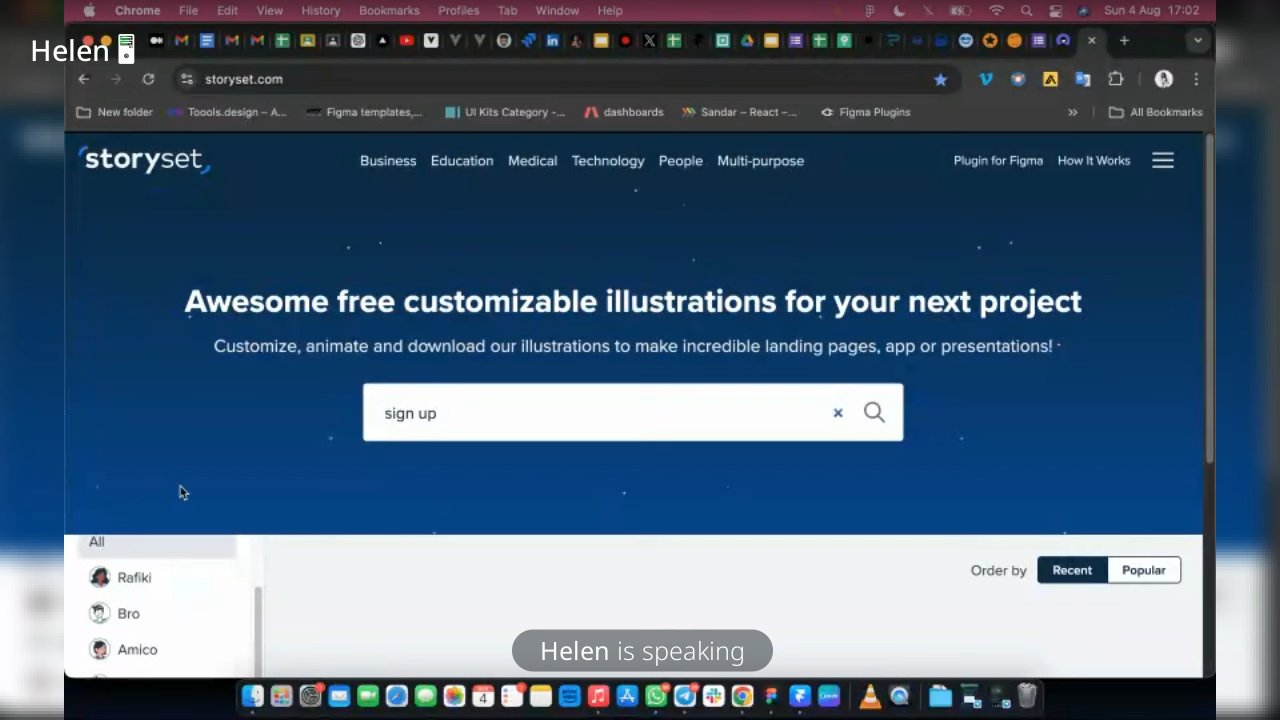 Chrome File Edit View History Bookmarks Profiles Tab Window Help Sun 4 Aug 17:02
Helen
storyset.com
New folder Toools.design – A... Figma templates,... UI Kits Category -... dashboards Sandar – React –... Figma Plugins » All Bookmarks
storyset Business Education Medical Technology People Multi-purpose Plugin for Figma How It Works
Awesome free customizable illustrations for your next project
Customize, animate and download our illustrations to make incredible landing pages, app or presentations!
sign up
All
Order by Recent Popular
Rafiki
Bro
Amico
Helen is speaking